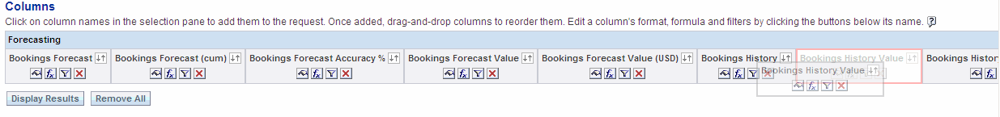 Columns
Click on column names in the selection pane to add them to the request. Once added, drag-and-drop columns to reorder them. Edit a column's format, formula and filters by clicking the buttons below its name.
Forecasting
Bookings Forecast Bookings Forecast (cum) Bookings Forecast Accuracy % Bookings Forecast Value Bookings Forecast Value (USD) Bookings History Bookings History Value Bookings History
Bookings History Value
Display Results Remove All